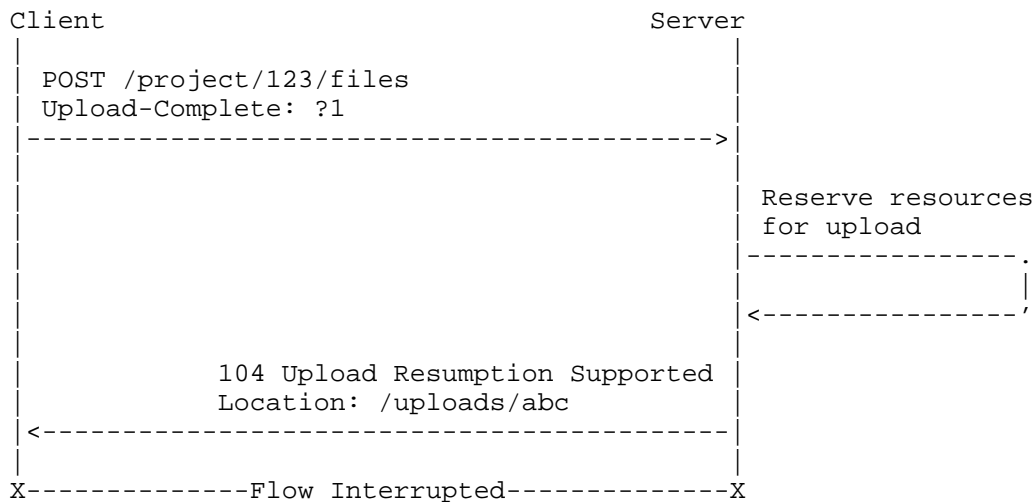 Client Server
POST /project/123/files
Upload-Complete: ?1
Reserve resources
for upload
104 Upload Resumption Supported
Location: /uploads/abc
X--------------Flow Interrupted--------------X